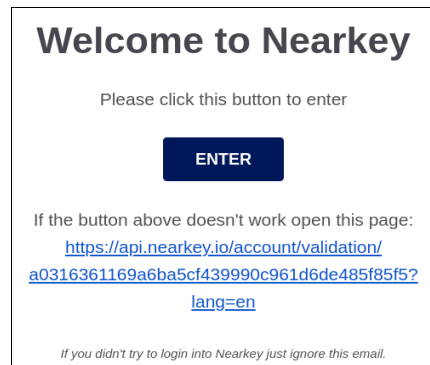 Welcome to Nearkey
Please click this button to enter
ENTER
If the button above doesn't work open this page:
https://api.nearkey.io/account/validation/
a0316361169a6ba5cf439990c961d6de485f85f5?
lang=en
If you didn't try to login into Nearkey just ignore this email.